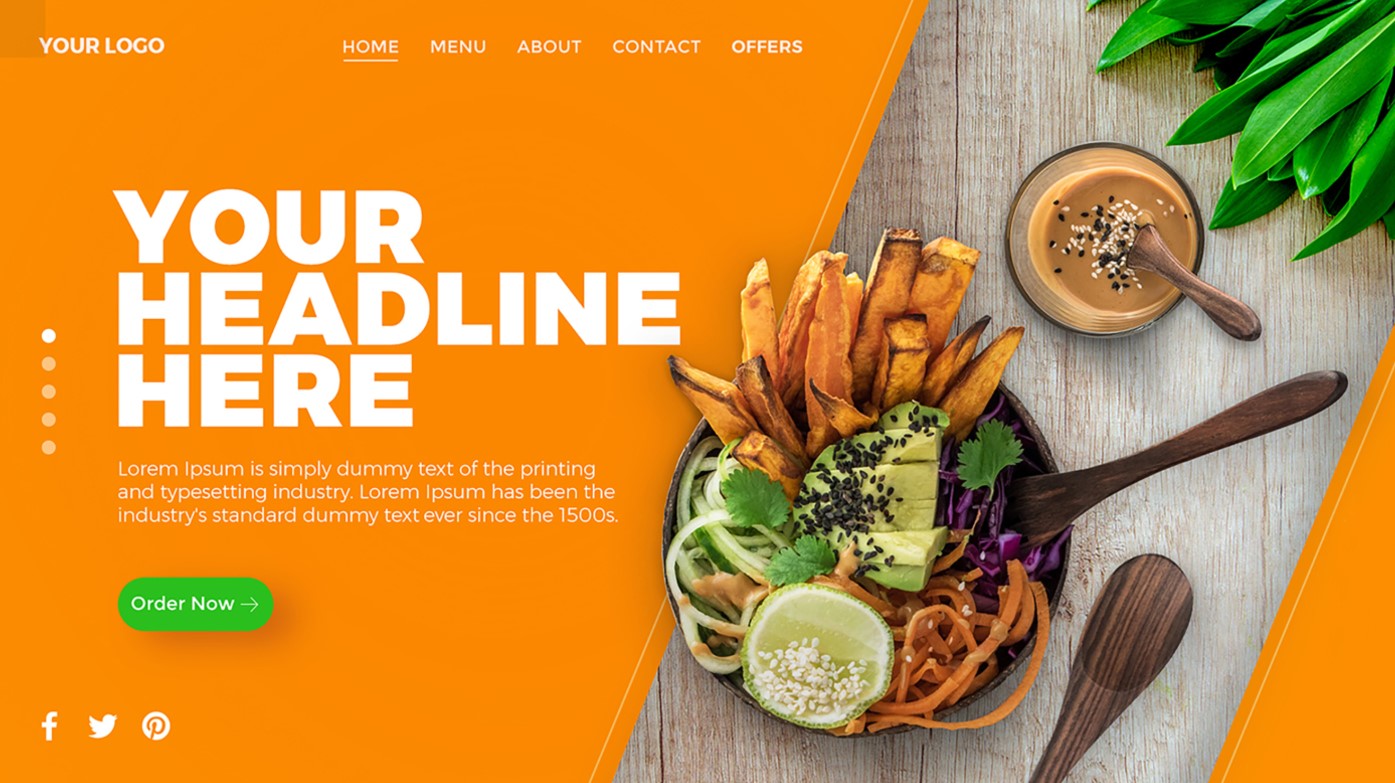 YOUR LOGO
HOME MENU ABOUT CONTACT OFFERS
YOUR
HEADLINE
HERE
Lorem Ipsum is simply dummy text of the printing
and typesetting industry. Lorem Ipsum has been the
industry's standard dummy text ever since the 1500s.
Order Now →